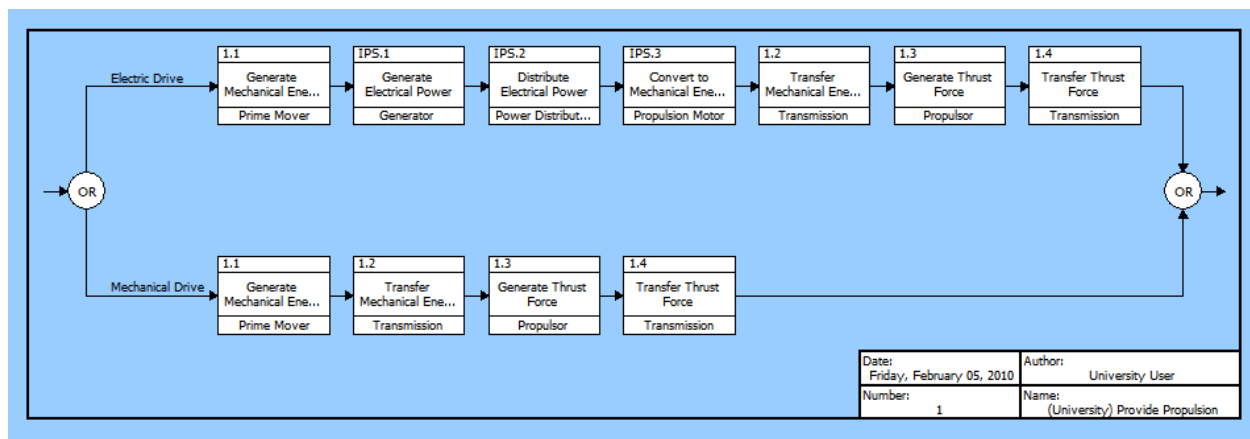 1.1
Generate
Mechanical Ene...
Prime Mover
IPS.1
Generate
Electrical Power
Generator
IPS.2
Distribute
Electrical Power
Power Distribut...
IPS.3
Convert to
Mechanical Ene...
Propulsion Motor
1.2
Transfer
Mechanical Ene...
Transmission
1.3
Generate Thrust
Force
Propulsor
1.4
Transfer Thrust
Force
Transmission
Electric Drive
OR
OR
Mechanical Drive
1.1
Generate
Mechanical Ene...
Prime Mover
1.2
Transfer
Mechanical Ene...
Transmission
1.3
Generate Thrust
Force
Propulsor
1.4
Transfer Thrust
Force
Transmission
Date:
Friday, February 05, 2010
Author:
University User
Number:
1
Name:
(University) Provide Propulsion